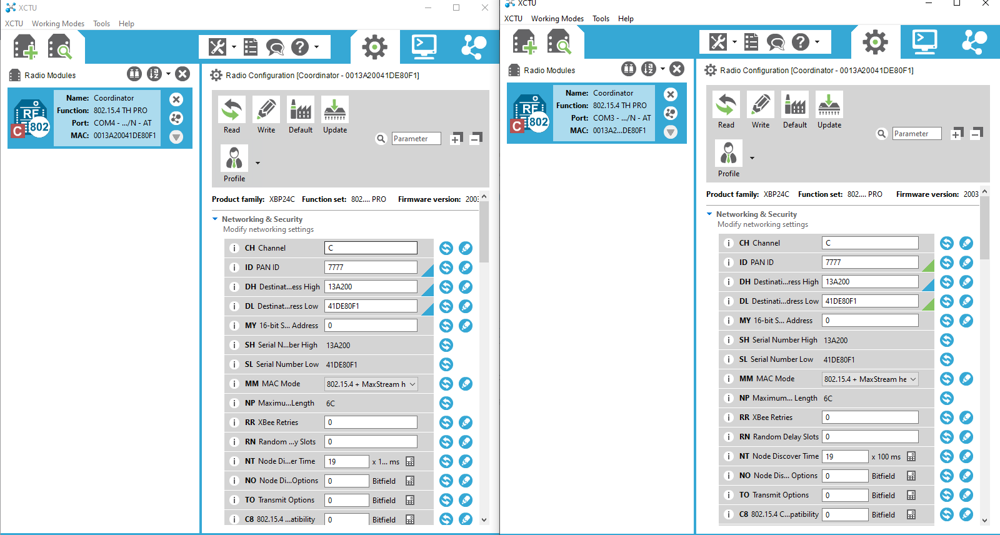 XCTU
XCTU Working Modes Tools Help
Radio Modules
RF
C 802
Name: Coordinator
Function: 802.15.4 TH PRO
Port: COM4 - .../N - AT
MAC: 0013A20041DE80F1
Radio Configuration [Coordinator - 0013A20041DE80F1]
Read Write Default Update
Parameter
Profile
Product family: XBP24C Function set: 802.... PRO Firmware version: 2003
Networking & Security
Modify networking settings
i CH Channel C
i ID PAN ID 7777
i DH Destinat...ess High 13A200
i DL Destinat...ress Low 41DE80F1
i MY 16-bit S... Address 0
i SH Serial N...ber High 13A200
i SL Serial Number Low 41DE80F1
i MM MAC Mode 802.15.4 + MaxStream h
i NP Maximu...Length 6C
i RR XBee Retries 0
i RN Random ...y Slots 0
i NT Node Di...er Time 19 x 1... ms
i NO Node Di...Options 0 Bitfield
i TO Transmit Options 0 Bitfield
i C8 802.15.4 ...atibility 0 Bitfield
XCTU
XCTU Working Modes Tools Help
Radio Modules
RF
C 802
Name: Coordinator
Function: 802.15.4 TH PRO
Port: COM3 - .../N - AT
MAC: 0013A2...DE80F1
Radio Configuration [Coordinator - 0013A20041DE80F1]
Read Write Default Update
Parameter
Profile
Product family: XBP24C Function set: 802.... PRO Firmware version: 2003
Networking & Security
Modify networking settings
i CH Channel C
i ID PAN ID 7777
i DH Destinati...ress High 13A200
i DL Destinati...dress Low 41DE80F1
i MY 16-bit S... Address 0
i SH Serial Number High 13A200
i SL Serial Number Low 41DE80F1
i MM MAC Mode 802.15.4 + MaxStream he
i NP Maximum... Length 6C
i RR XBee Retries 0
i RN Random Delay Slots 0
i NT Node Discover Time 19 x 100 ms
i NO Node Dis... Options 0 Bitfield
i TO Transmit Options 0 Bitfield
i C8 802.15.4 C...patibility 0 Bitfield